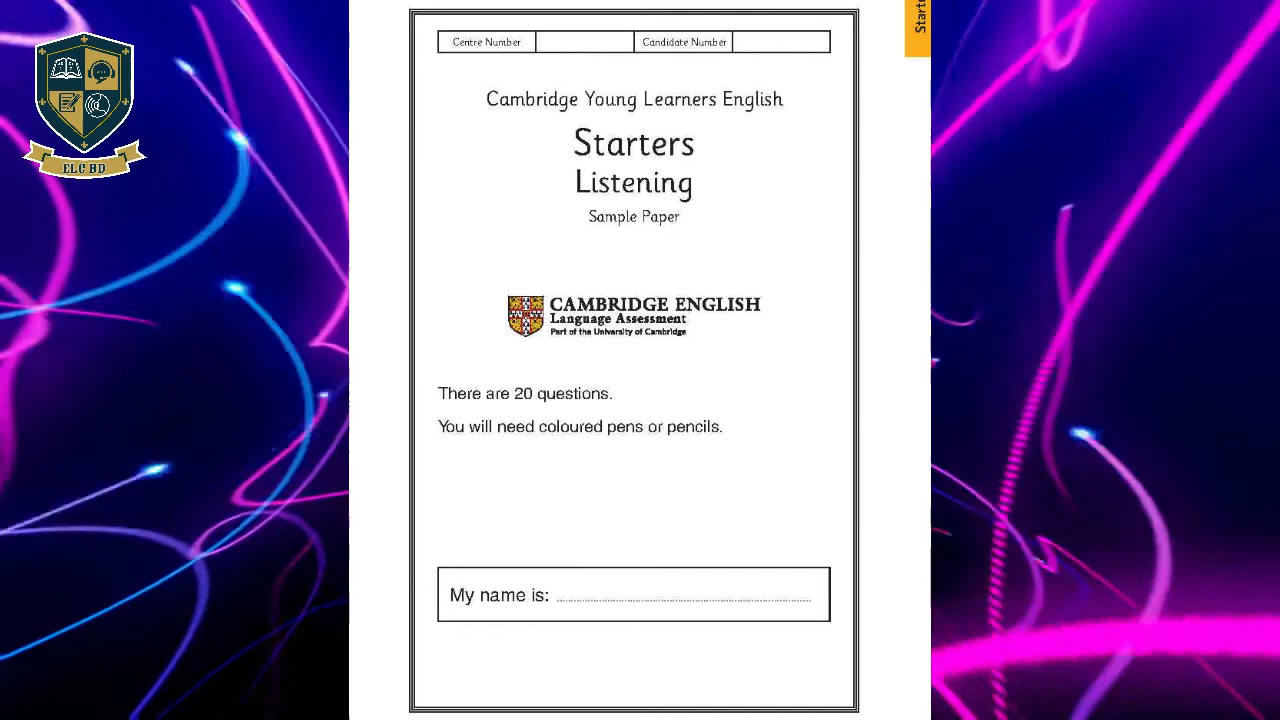 Starte
Centre Number
Candidate Number
Cambridge Young Learners English
Starters
Listening
Sample Paper
CAMBRIDGE ENGLISH
Language Assessment
Part of the University of Cambridge
There are 20 questions.
You will need coloured pens or pencils.
My name is:
ELC BD